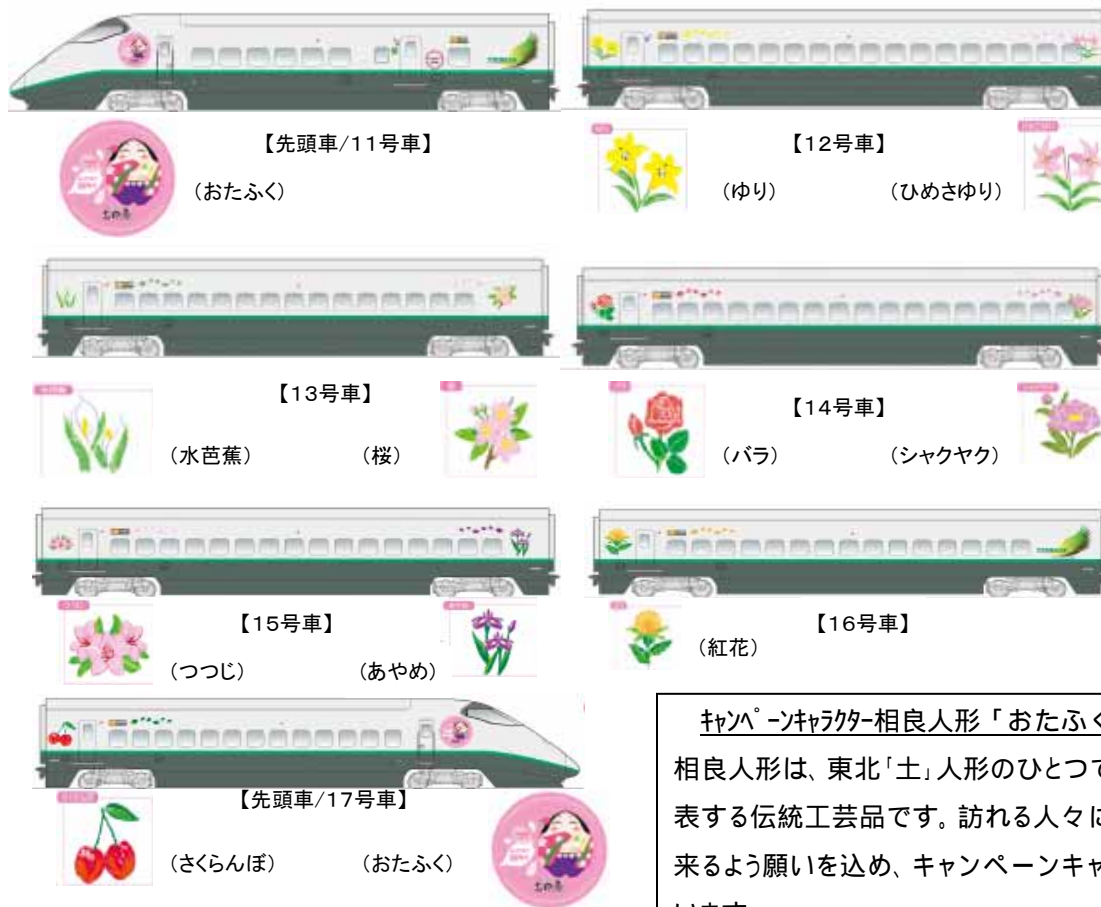 【先頭車/11号車】
(おたふく)
【12号車】
(ゆり)
(ひめさゆり)
【13号車】
(水芭蕉)
(桜)
【14号車】
(バラ)
(シャクヤク)
【15号車】
(つつじ)
(あやめ)
【16号車】
(紅花)
【先頭車/17号車】
(さくらんぼ)
(おたふく)
キャンペーンキャラクター相良人形「おたふく
相良人形は、東北「土」人形のひとつで
表する伝統工芸品です。訪れる人々に
来るよう願いを込め、キャンペーンキャ
います